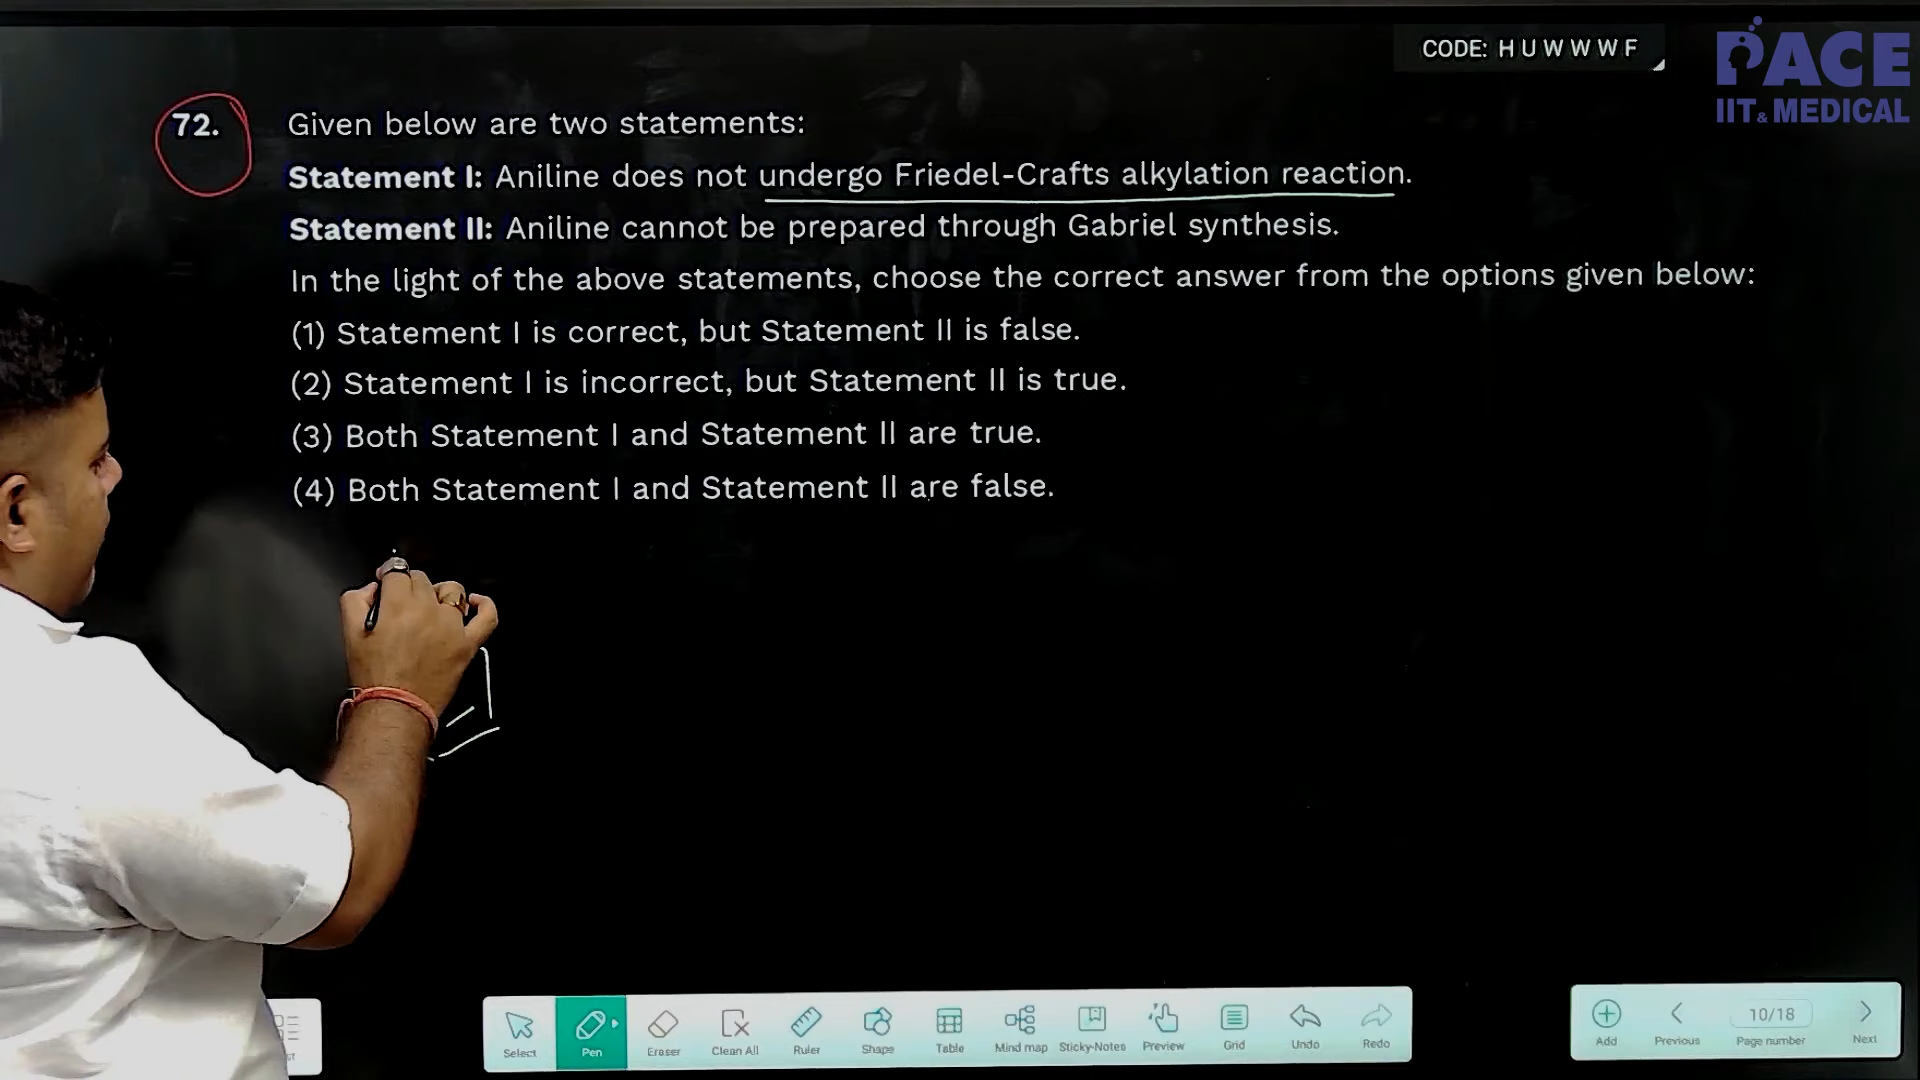 CODE: H U W W W F
PACE
IIT & MEDICAL
72. Given below are two statements:
Statement I: Aniline does not undergo Friedel-Crafts alkylation reaction.
Statement II: Aniline cannot be prepared through Gabriel synthesis.
In the light of the above statements, choose the correct answer from the options given below:
(1) Statement I is correct, but Statement II is false.
(2) Statement I is incorrect, but Statement II is true.
(3) Both Statement I and Statement II are true.
(4) Both Statement I and Statement II are false.
Select Pen Eraser Clean All Ruler Shape Table Mind map Sticky-Notes Preview Grid Undo Redo
Add Previous 10/18 Page number Next